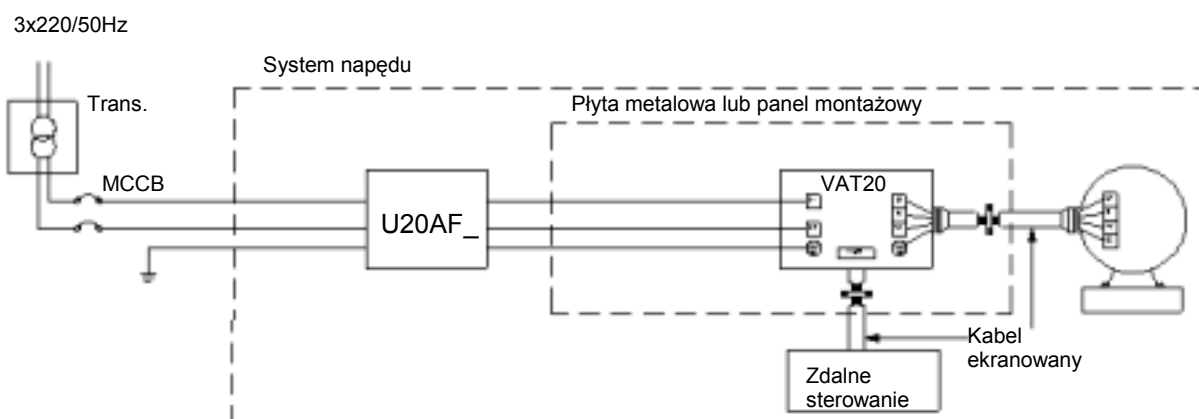 3x220/50Hz
System napędu
Trans.
Płyta metalowa lub panel montażowy
MCCB
VAT20
U20AF_
Kabel
ekranowany
Zdalne
sterowanie